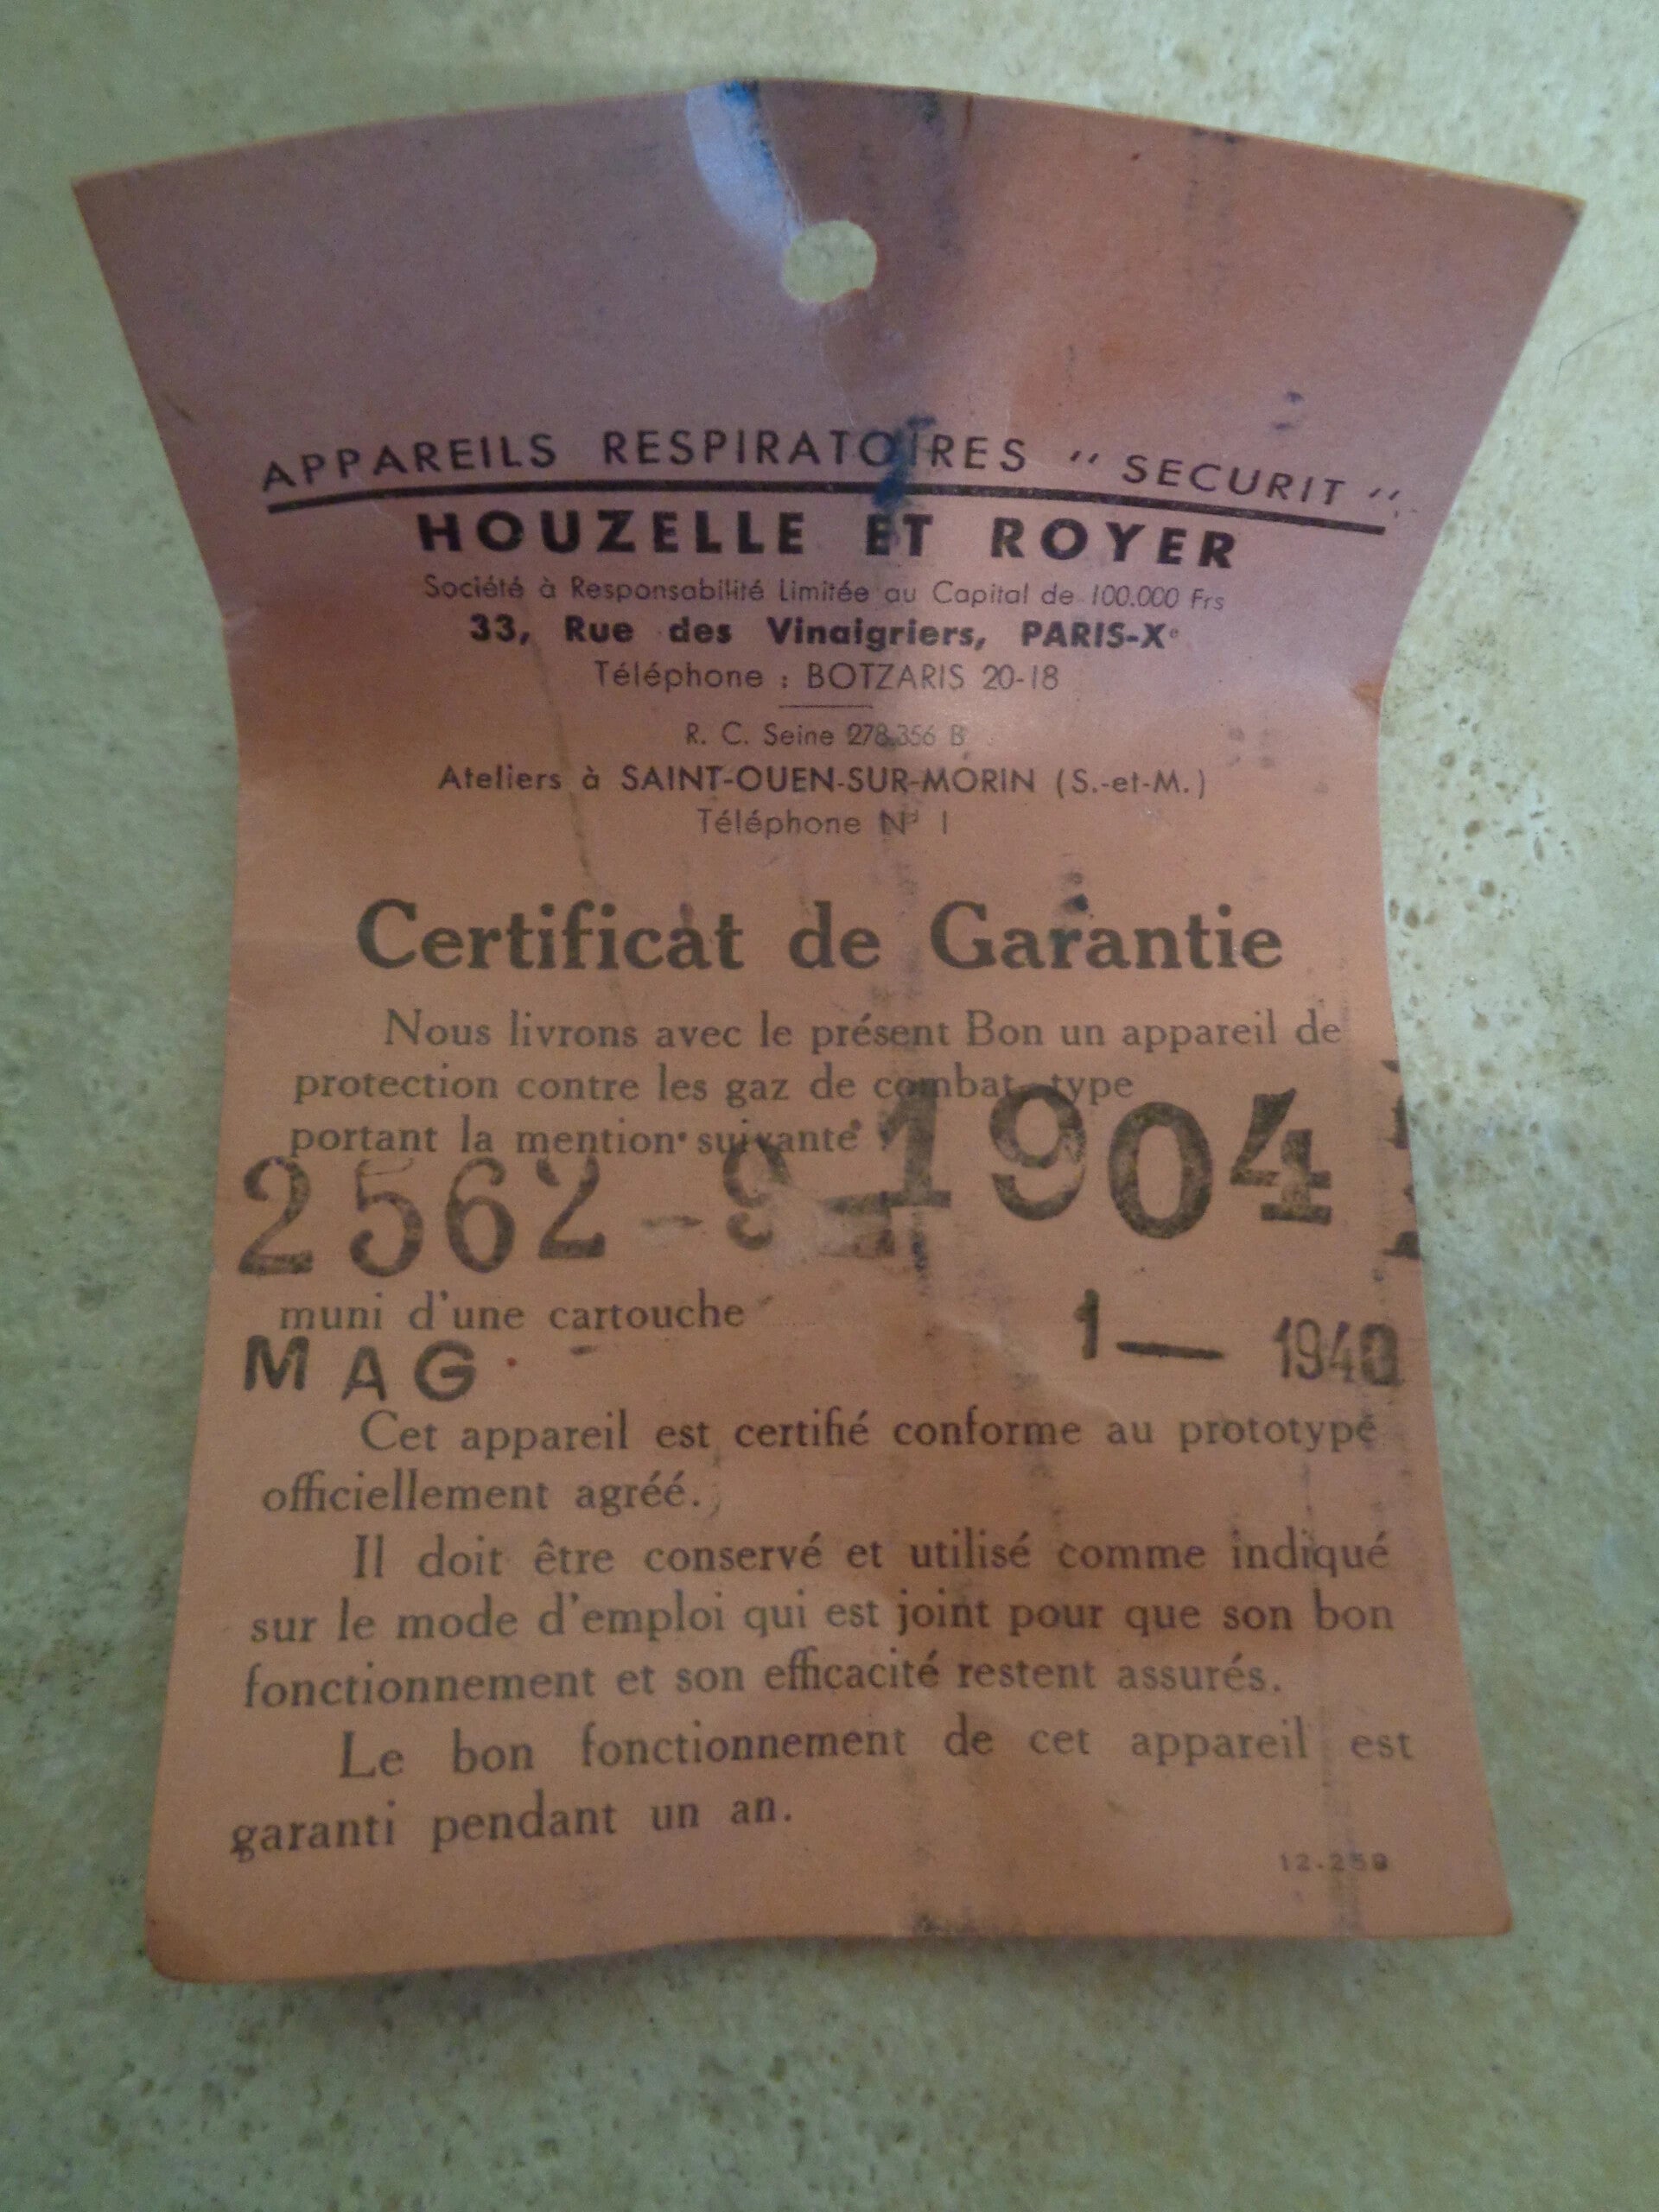 APPAREILS RESPIRATOIRES " SECURIT "
HOUZELLE ET ROYER
Société à Responsabilité Limitée au Capital de 100.000 Frs
33, Rue des Vinaigriers, PARIS-Xe
Téléphone : BOTZARIS 20-18
R. C. Seine 278.356 B
Ateliers à SAINT-OUEN-SUR-MORIN (S.-et-M.)
Téléphone N° 1
Certificat de Garantie
Nous livrons avec le présent Bon un appareil de
protection contre les gaz de combat, type
portant la mention suivante :
1904
2562-9
muni d'une cartouche
1— 1940
MAG
Cet appareil est certifié conforme au prototype
officiellement agréé.
Il doit être conservé et utilisé comme indiqué
sur le mode d'emploi qui est joint pour que son bon
fonctionnement et son efficacité restent assurés.
Le bon fonctionnement de cet appareil est
garanti pendant un an.